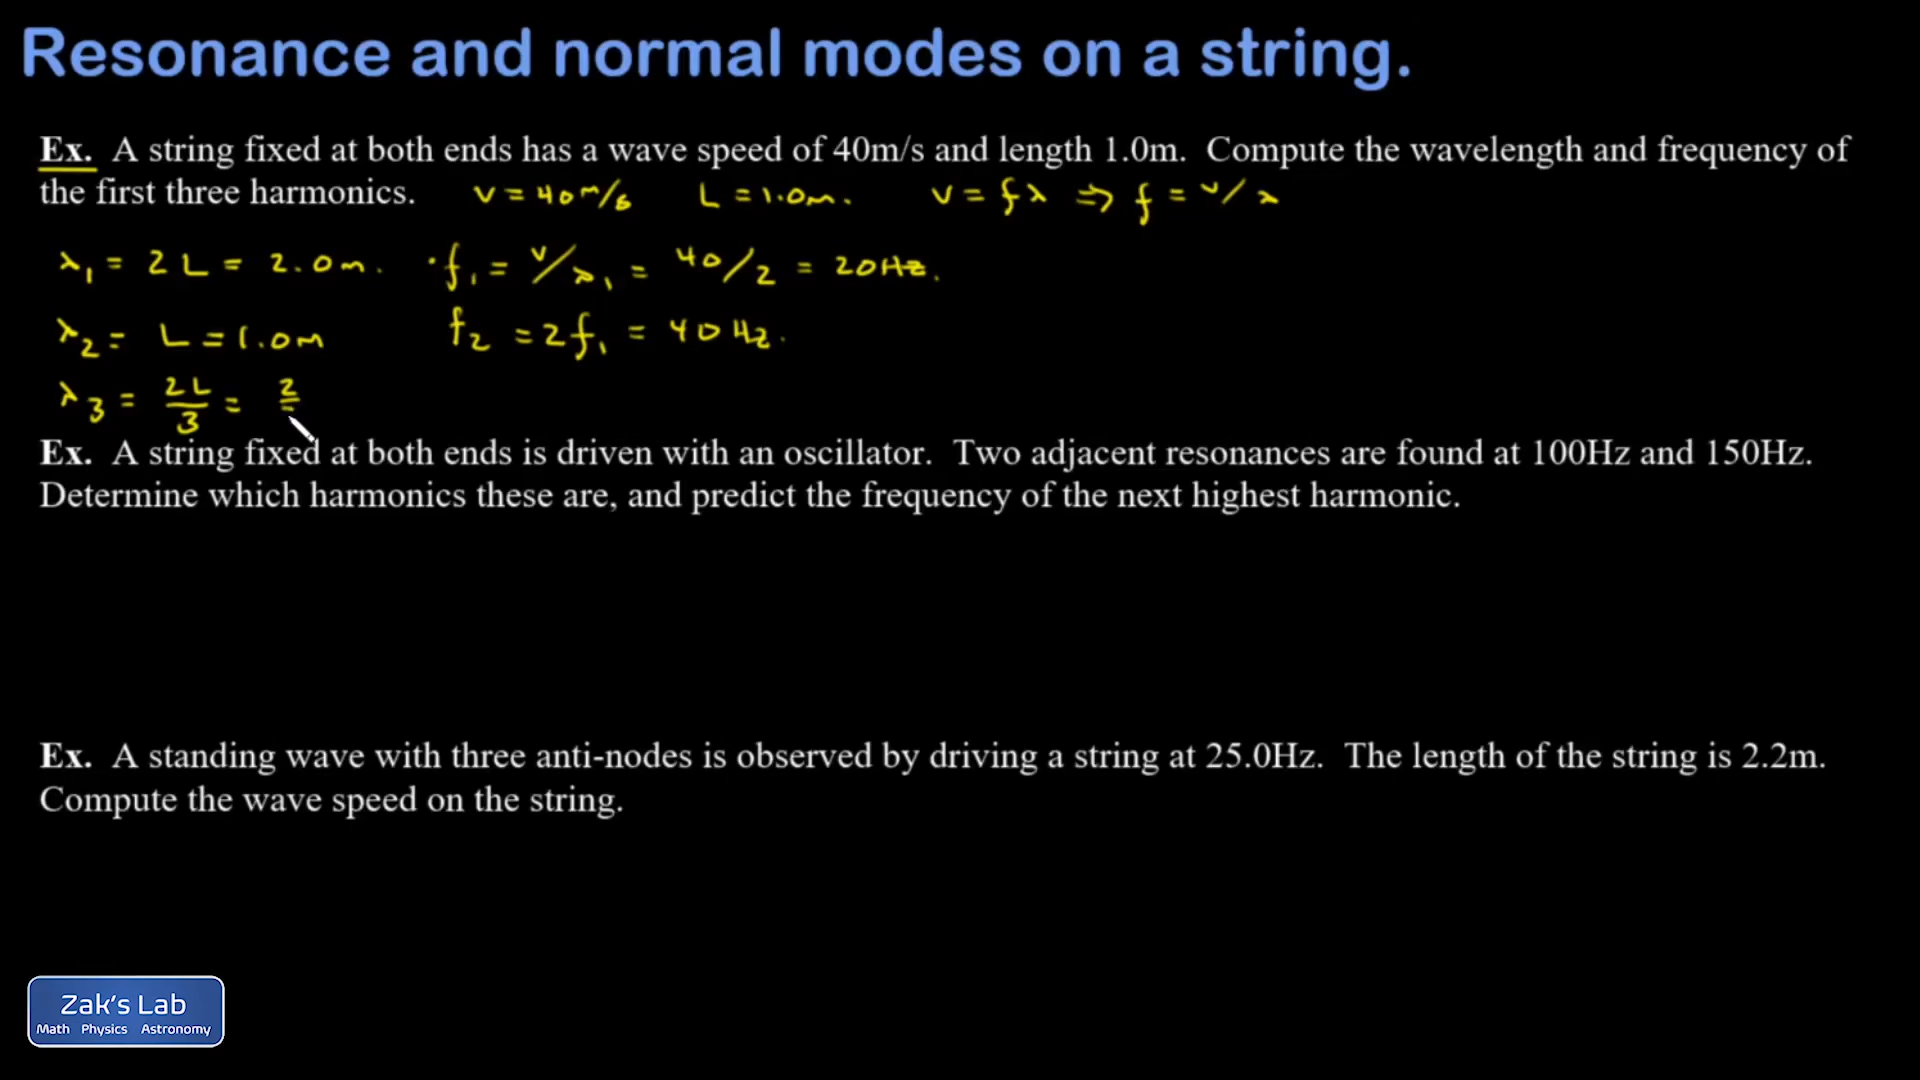 Resonance and normal modes on a string.
Ex. A string fixed at both ends has a wave speed of 40m/s and length 1.0m. Compute the wavelength and frequency of
the first three harmonics. v = 40 m/s L = 1.0m. v = fλ ⇒ f = v/λ
λ₁ = 2L = 2.0m. · f₁ = v/λ₁ = 40/2 = 20Hz.
λ₂ = L = 1.0m f₂ = 2f₁ = 40Hz.
λ₃ = 2L/3 = 2
Ex. A string fixed at both ends is driven with an oscillator. Two adjacent resonances are found at 100Hz and 150Hz.
Determine which harmonics these are, and predict the frequency of the next highest harmonic.
Ex. A standing wave with three anti-nodes is observed by driving a string at 25.0Hz. The length of the string is 2.2m.
Compute the wave speed on the string.
Zak's Lab
Math Physics Astronomy